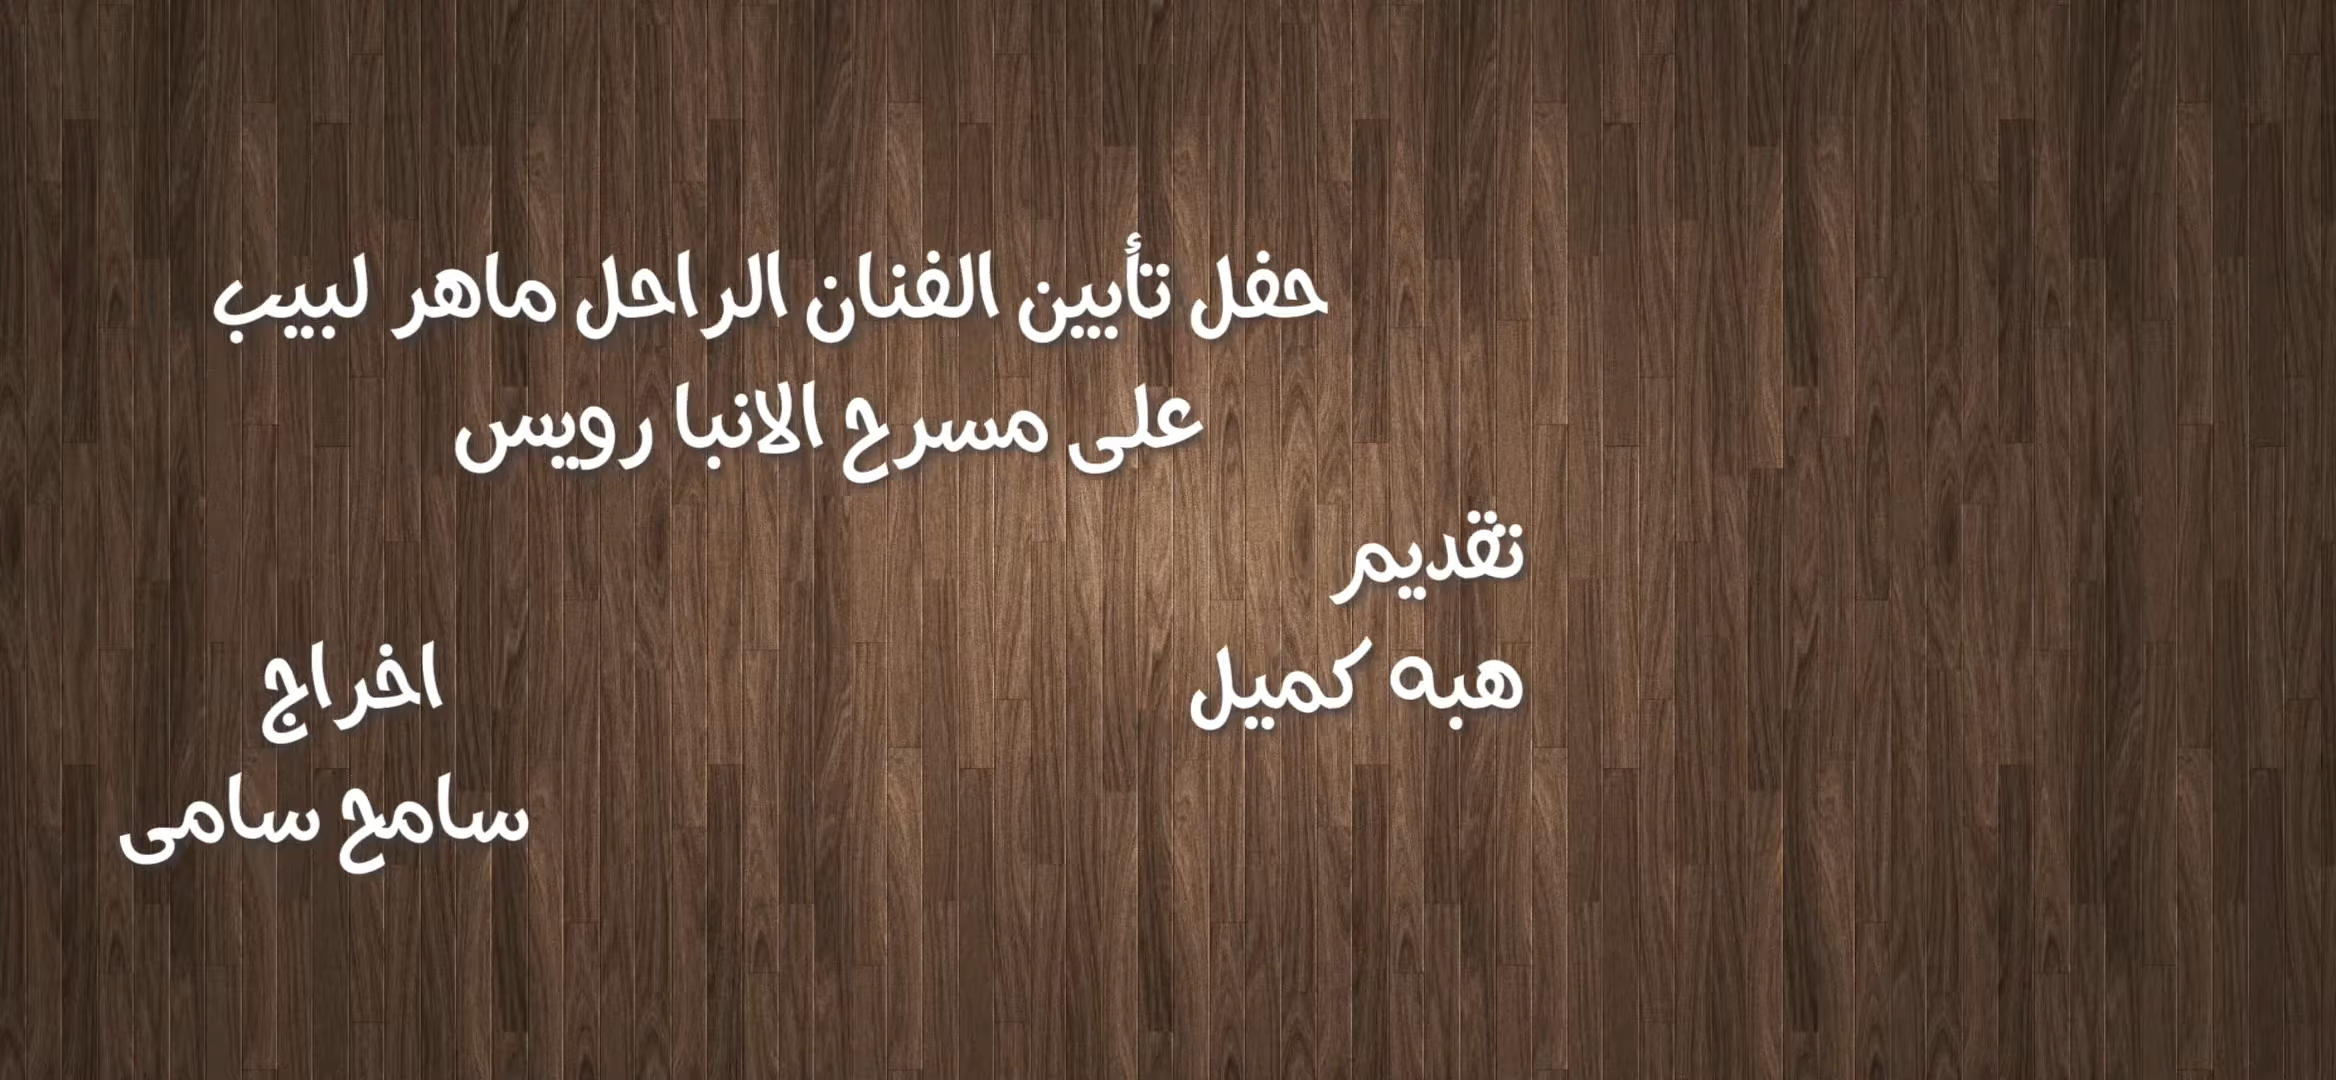 حفل تأبين الفنان الراحل ماهر لبيب
على مسرح الانبا رويس
تقديم
هبه كميل
اخراج
سامح سامى